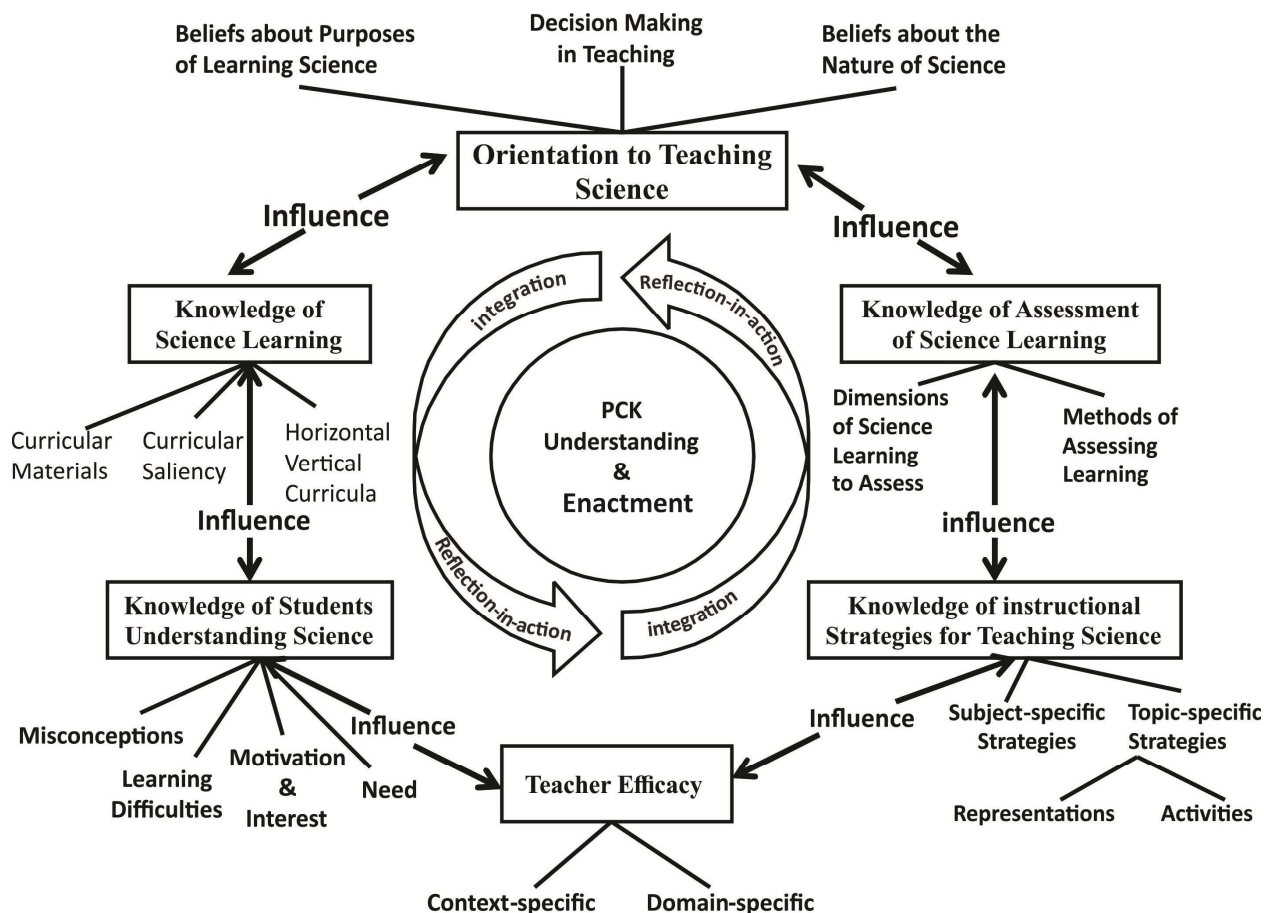 Beliefs about Purposes
of Learning Science
Decision Making
in Teaching
Beliefs about the
Nature of Science
Orientation to Teaching
Science
Influence
Influence
integration
Reflection-in-action
Knowledge of
Science Learning
Knowledge of Assessment
of Science Learning
Curricular
Materials
Curricular
Saliency
Horizontal
Vertical
Curricula
PCK
Understanding
&
Enactment
Dimensions
of Science
Learning
to Assess
Methods of
Assessing
Learning
Influence
influence
Reflection-in-action
integration
Knowledge of Students
Understanding Science
Knowledge of instructional
Strategies for Teaching Science
Misconceptions
Learning
Difficulties
Motivation
&
Interest
Need
Influence
Influence
Subject-specific
Strategies
Topic-specific
Strategies
Teacher Efficacy
Representations
Activities
Context-specific
Domain-specific